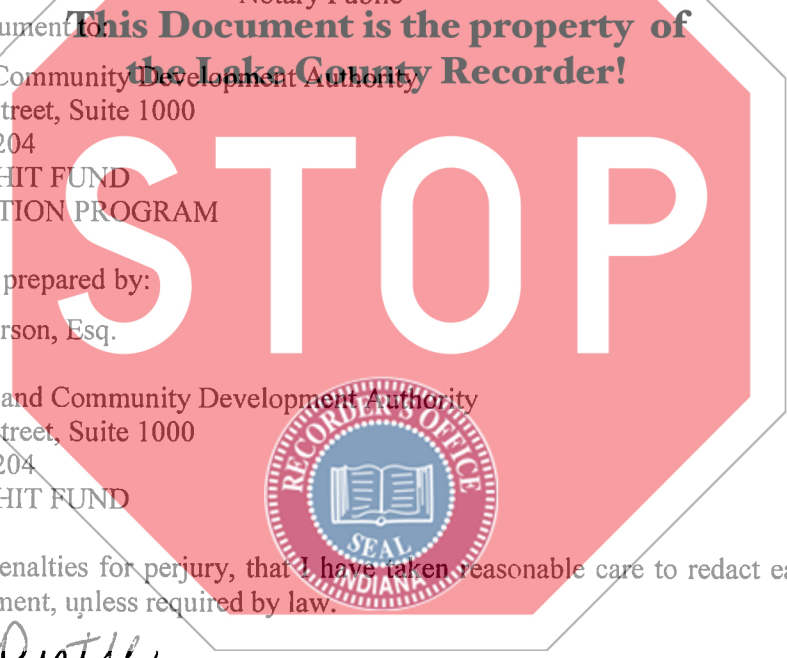 Notary Public
ument to:
This Document is the property of
the Lake County Recorder!
Community Development Authority
treet, Suite 1000
204
HIT FUND
TION PROGRAM
STOP
prepared by:
rson, Esq.
and Community Development Authority
treet, Suite 1000
204
HIT FUND
RECORDER'S OFFICE
SEAL
INDIANA
enalties for perjury, that I have taken reasonable care to redact ea
ment, unless required by law.